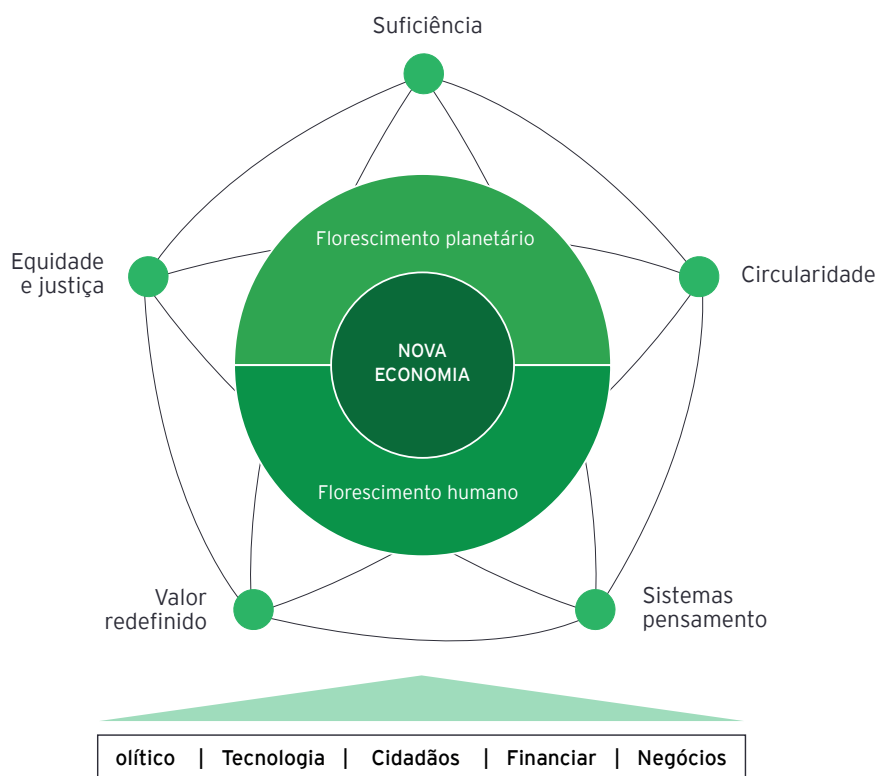 Suficiência
Equidade
e justiça
Florescimento planetário
Circularidade
NOVA
ECONOMIA
Florescimento humano
Valor
redefinido
Sistemas
pensamento
olítico | Tecnologia | Cidadãos | Financiar | Negócios